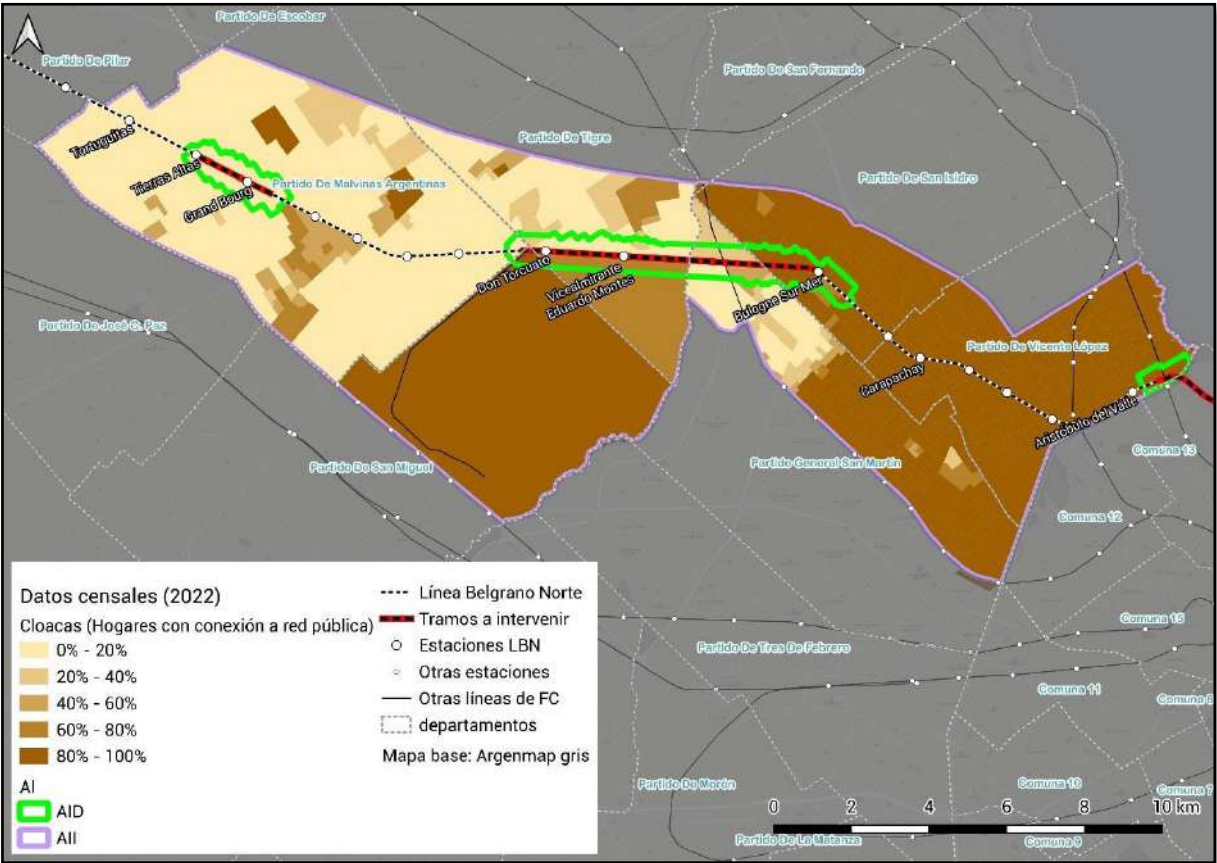 Partido De Escobar
Partido De Pilar
Partido De San Fernando
Partido De Tigre
Tortuguitas
Tierras Altas
Grand Bourg
Partido De Malvinas Argentinas
Partido De San Isidro
Don Torcuato
Vicealmirante
Eduardo Montes
Bulogne Sur Mer
Partido De José C. Paz
Partido De Vicente López
Carapachay
Aristobulo del Valle
Comuna 13
Partido De San Miguel
Partido General San Martín
Comuna 12
Datos censales (2022)
Cloacas (Hogares con conexión a red pública)
0% - 20%
20% - 40%
40% - 60%
60% - 80%
80% - 100%
AI
AID
AII
Línea Belgrano Norte
Tramos a intervenir
Estaciones LBN
Otras estaciones
Otras líneas de FC
departamentos
Mapa base: Argenmap gris
Comuna 15
Partido De Tres De Febrero
Comuna 11
Comuna 6
Partido De Morón
Comuna 10
Comuna 7
0 2 4 6 8 10 km
Partido De La Matanza
Comuna 9